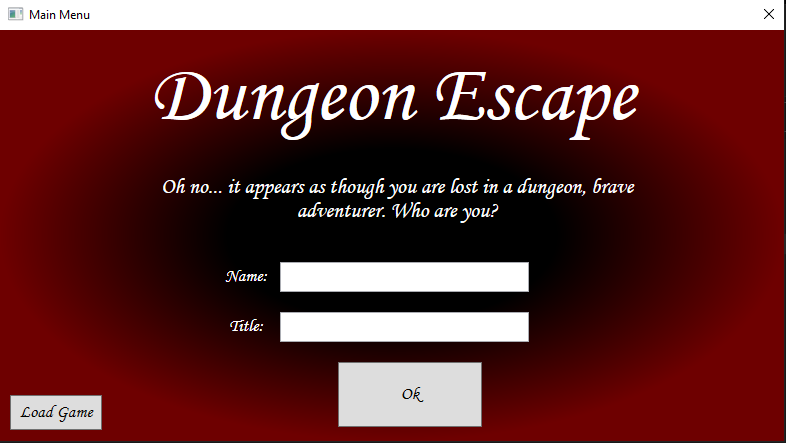 Main Menu
Dungeon Escape
Oh no... it appears as though you are lost in a dungeon, brave
adventurer. Who are you?
Name:
Title:
Ok
Load Game